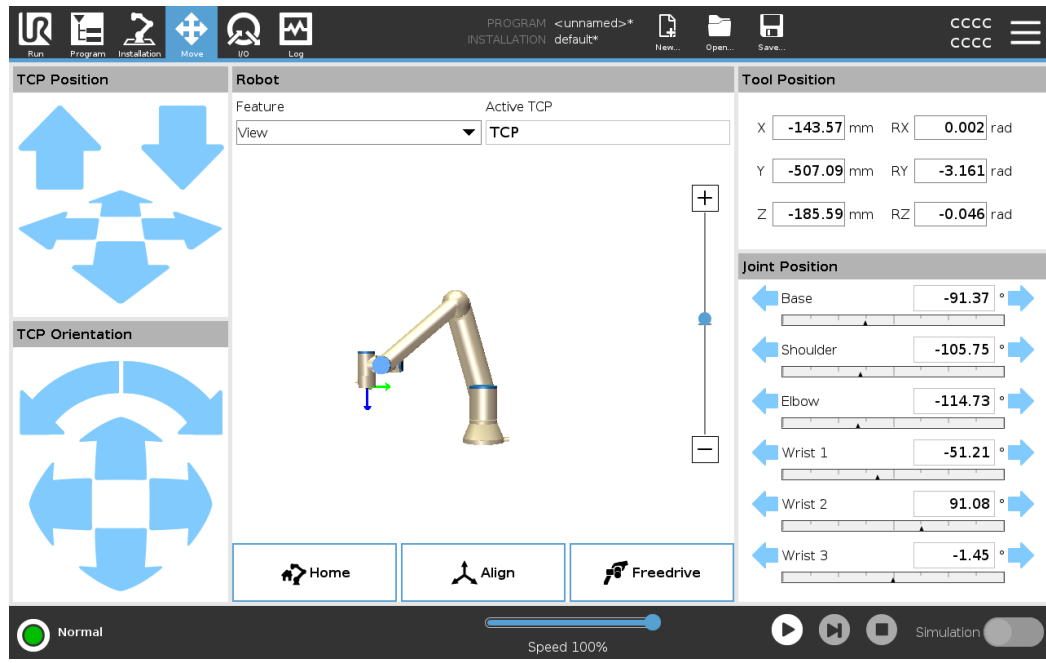 UR
PROGRAM <unnamed>*
INSTALLATION default*
CCCC
CCCC
Run Program Installation Move I/O Log New... Open... Save...
TCP Position
Robot
Tool Position
Feature Active TCP
View TCP
X -143.57 mm RX 0.002 rad
Y -507.09 mm RY -3.161 rad
Z -185.59 mm RZ -0.046 rad
Joint Position
Base -91.37 °
TCP Orientation
Shoulder -105.75 °
Elbow -114.73 °
Wrist 1 -51.21 °
Wrist 2 91.08 °
Wrist 3 -1.45 °
Home Align Freedrive
Normal
Speed 100%
Simulation